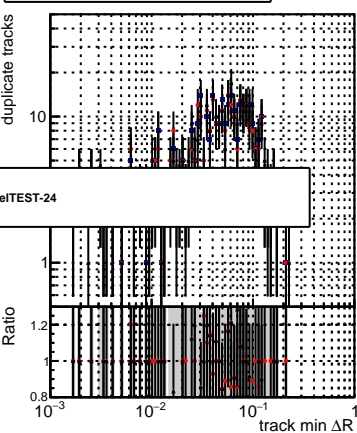 duplicate tracks
10
elTEST-24
1
Ratio
1.2
1
0.8
10⁻³ 10⁻² 10⁻¹ 1
track min ΔR